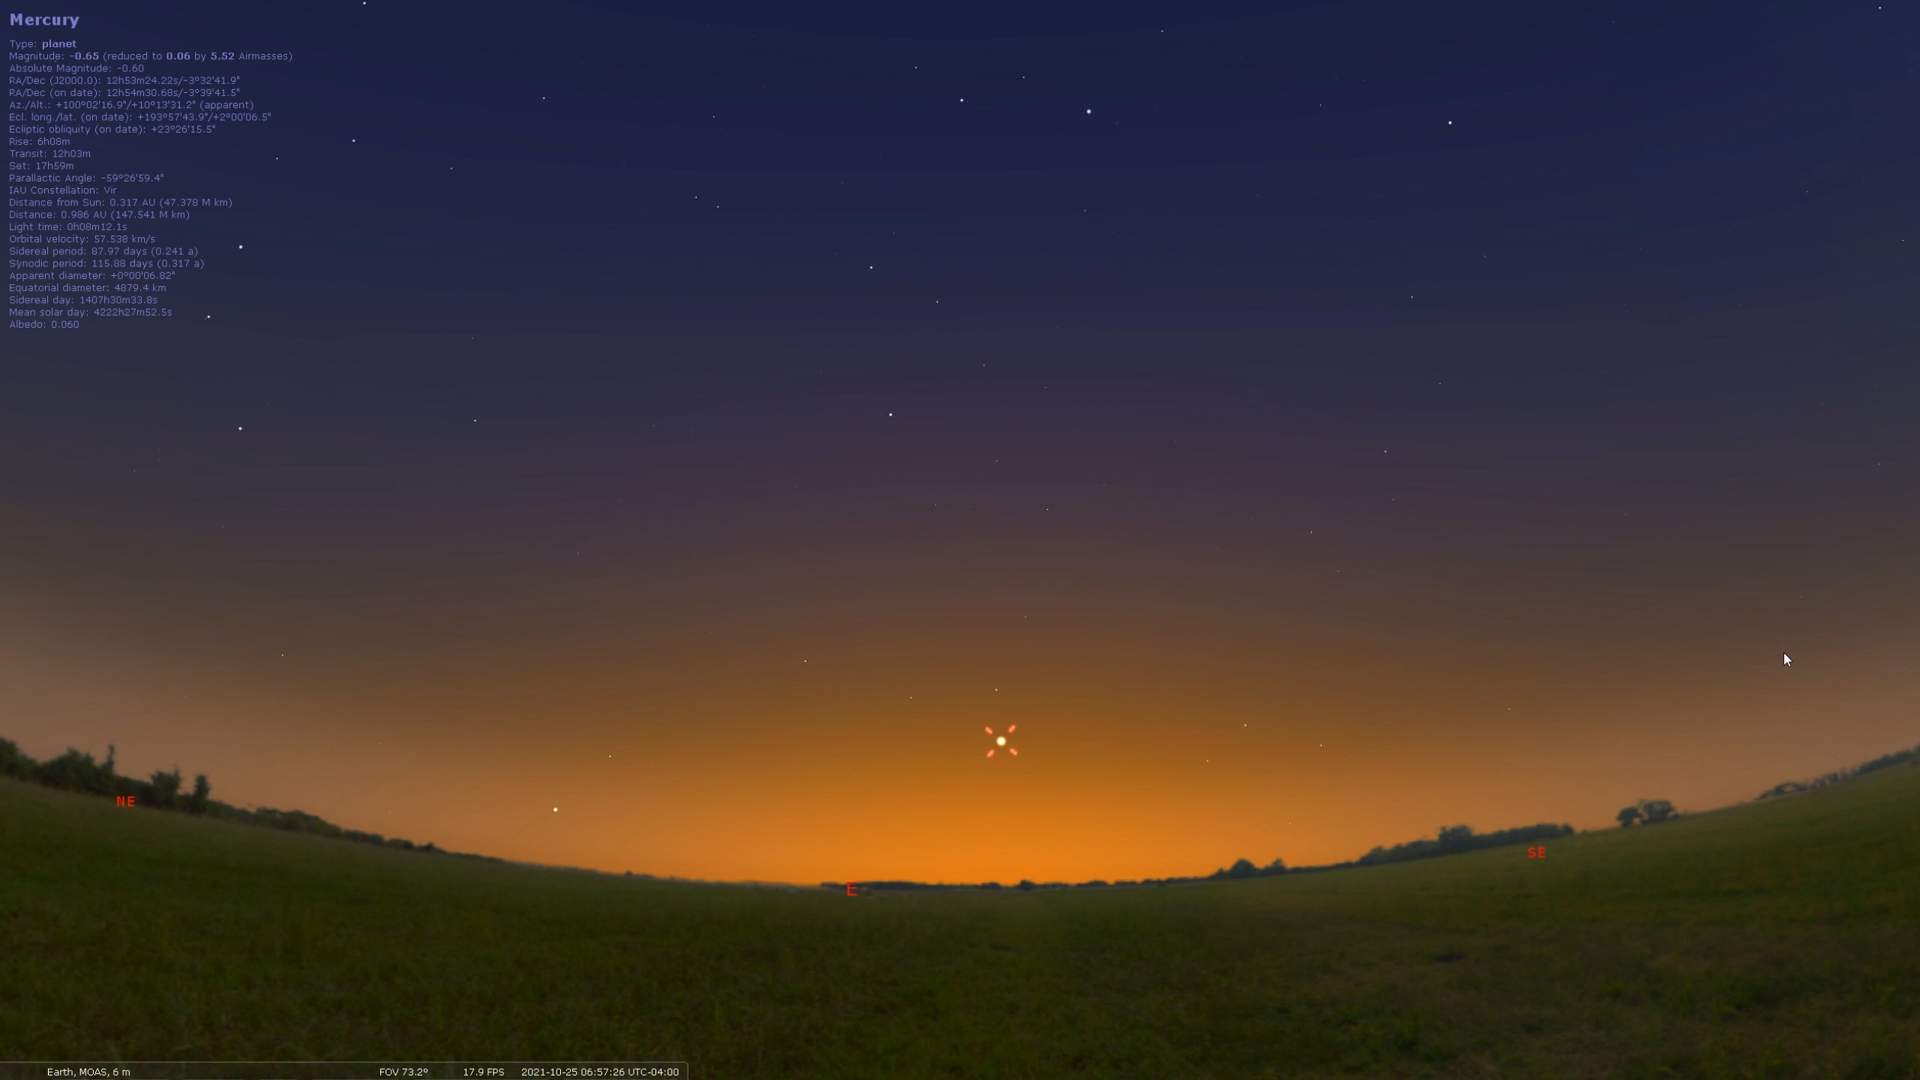 Mercury
Type: planet
Magnitude: -0.65 (reduced to 0.06 by 5.52 Airmasses)
Absolute Magnitude: -0.60
RA/Dec (J2000.0): 12h53m24.22s/-3°32'41.9"
RA/Dec (on date): 12h54m30.68s/-3°39'41.5"
Az./Alt.: +100°02'16.9"/+10°13'31.2" (apparent)
Ecl. long./lat. (on date): +193°57'43.9"/+2°00'06.5"
Ecliptic obliquity (on date): +23°26'15.5"
Rise: 6h08m
Transit: 12h03m
Set: 17h59m
Parallactic Angle: -59°26'59.4"
IAU Constellation: Vir
Distance from Sun: 0.317 AU (47.378 M km)
Distance: 0.986 AU (147.541 M km)
Light time: 0h08m12.1s
Orbital velocity: 57.538 km/s
Sidereal period: 87.97 days (0.241 a)
Synodic period: 115.88 days (0.317 a)
Apparent diameter: +0°00'06.82"
Equatorial diameter: 4879.4 km
Sidereal day: 1407h30m33.8s
Mean solar day: 4222h27m52.5s
Albedo: 0.060
NE
SE
E
Earth, MOAS, 6 m FOV 73.2° 17.9 FPS 2021-10-25 06:57:26 UTC-04:00